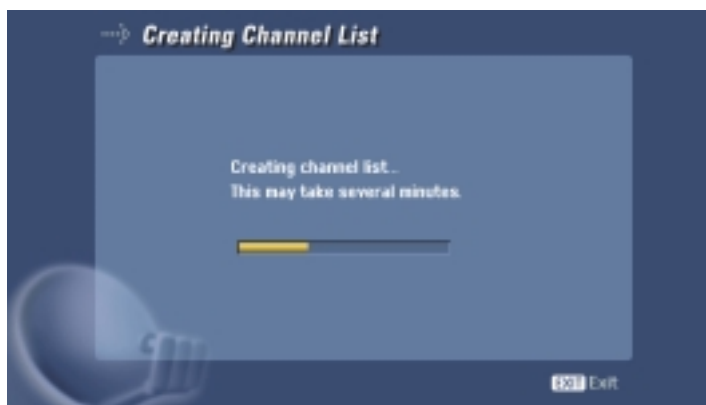 Creating Channel List
Creating channel list...
This may take several minutes.
EXIT Exit